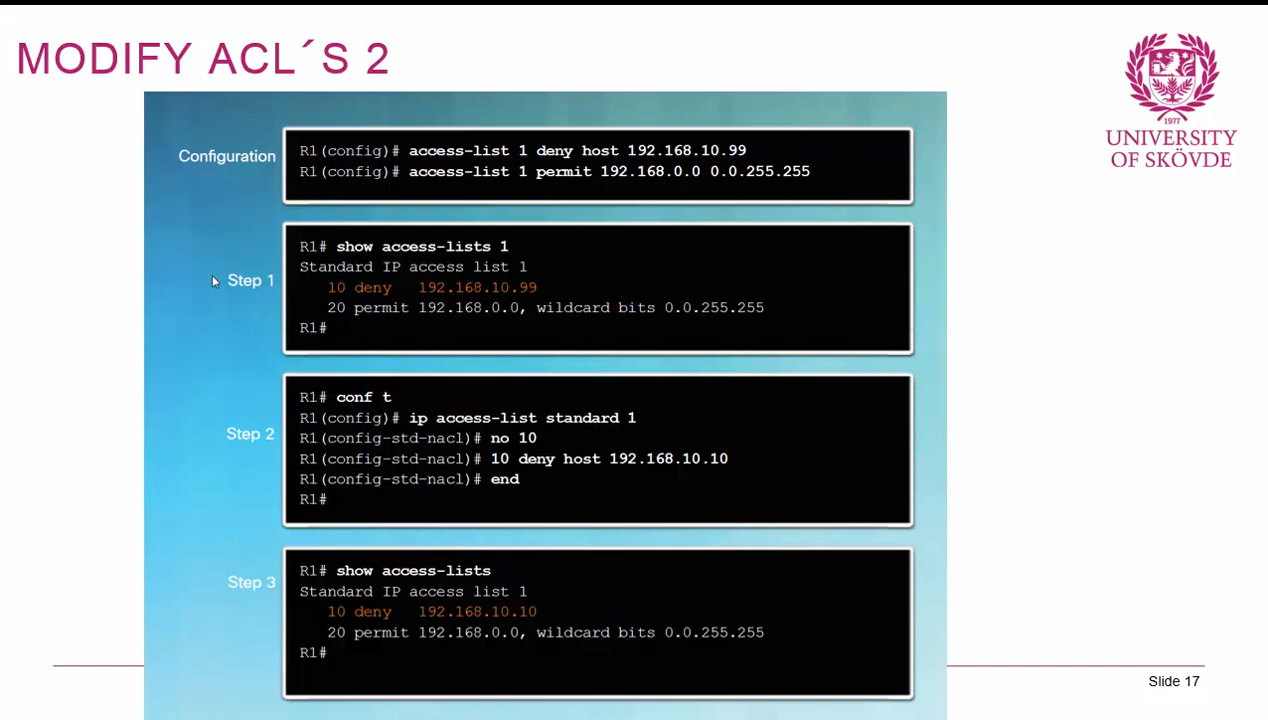 MODIFY ACL´S 2
1977
UNIVERSITY
OF SKÖVDE
Configuration
R1(config)# access-list 1 deny host 192.168.10.99
R1(config)# access-list 1 permit 192.168.0.0 0.0.255.255
Step 1
R1# show access-lists 1
Standard IP access list 1
10 deny 192.168.10.99
20 permit 192.168.0.0, wildcard bits 0.0.255.255
R1#
Step 2
R1# conf t
R1(config)# ip access-list standard 1
R1(config-std-nacl)# no 10
R1(config-std-nacl)# 10 deny host 192.168.10.10
R1(config-std-nacl)# end
R1#
Step 3
R1# show access-lists
Standard IP access list 1
10 deny 192.168.10.10
20 permit 192.168.0.0, wildcard bits 0.0.255.255
R1#
Slide 17